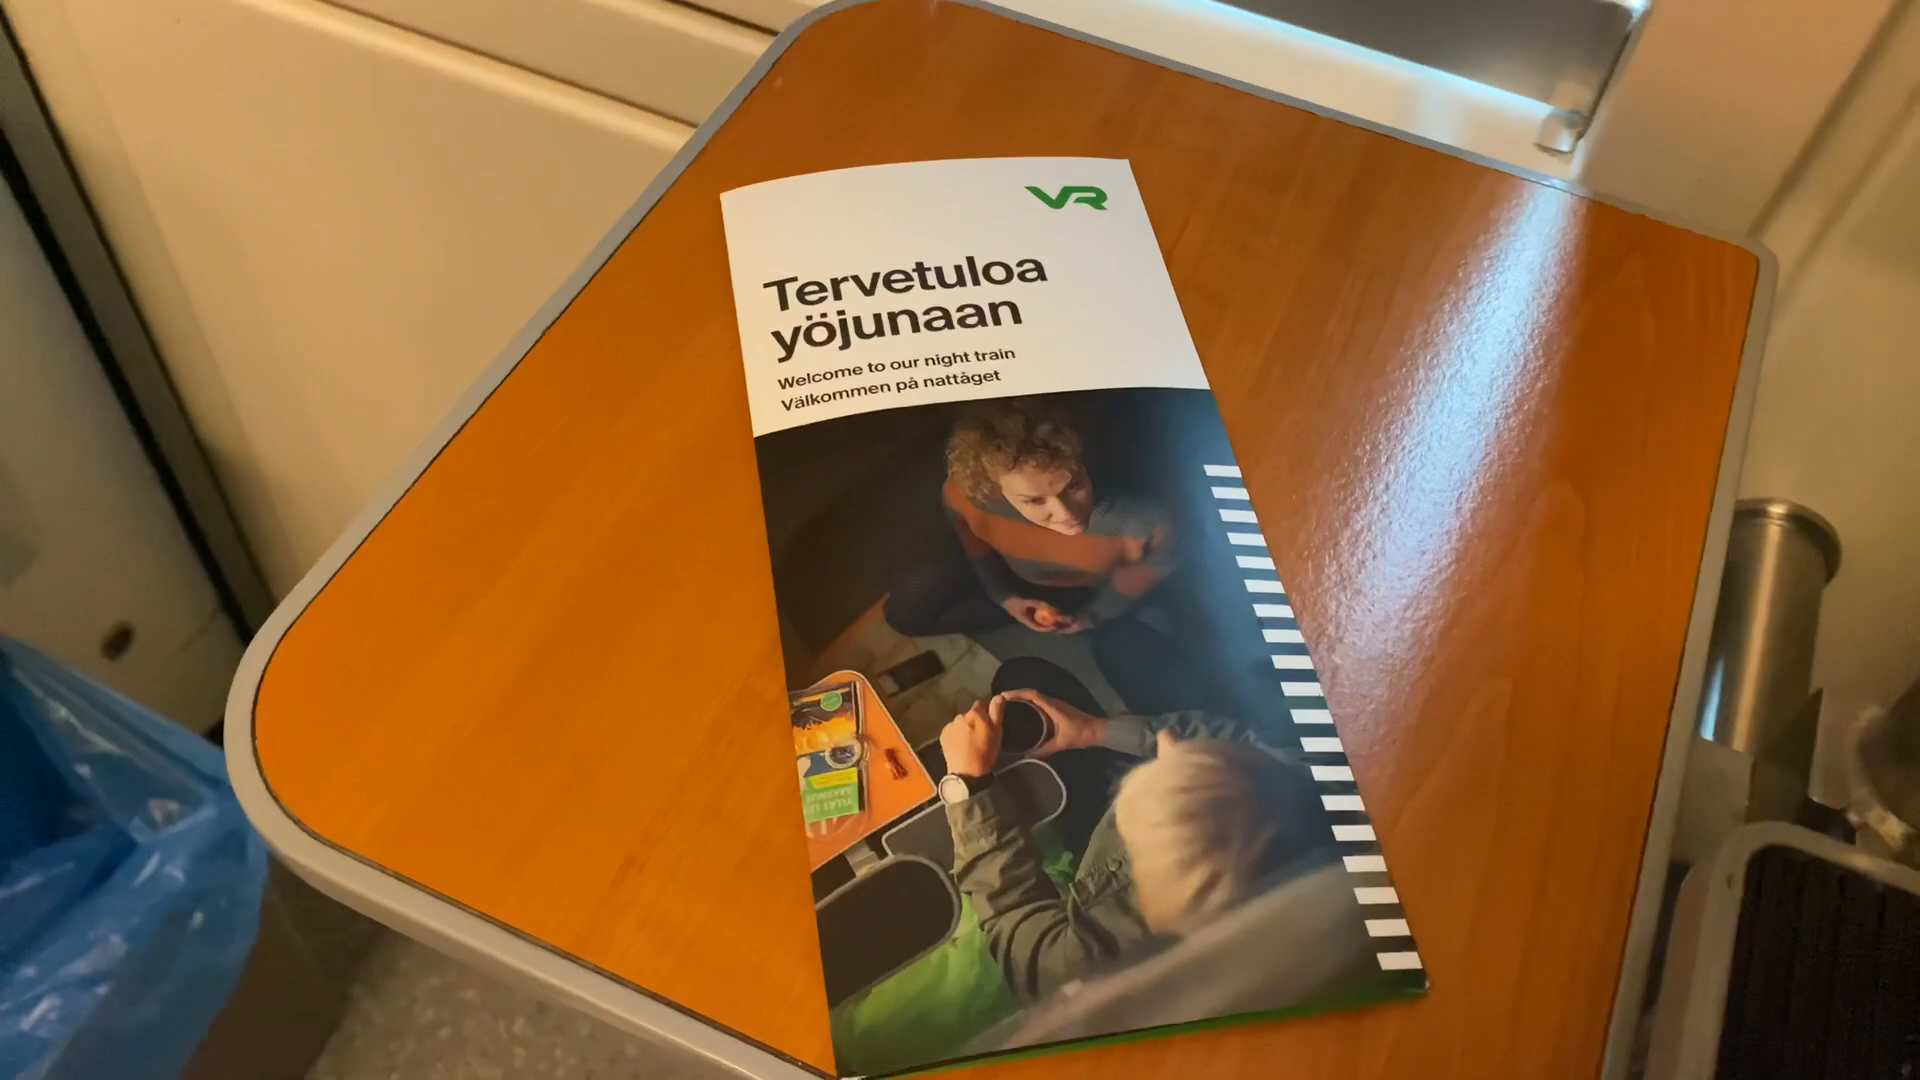 VR
Tervetuloa
yöjunaan
Welcome to our night train
Välkommen på nattåget